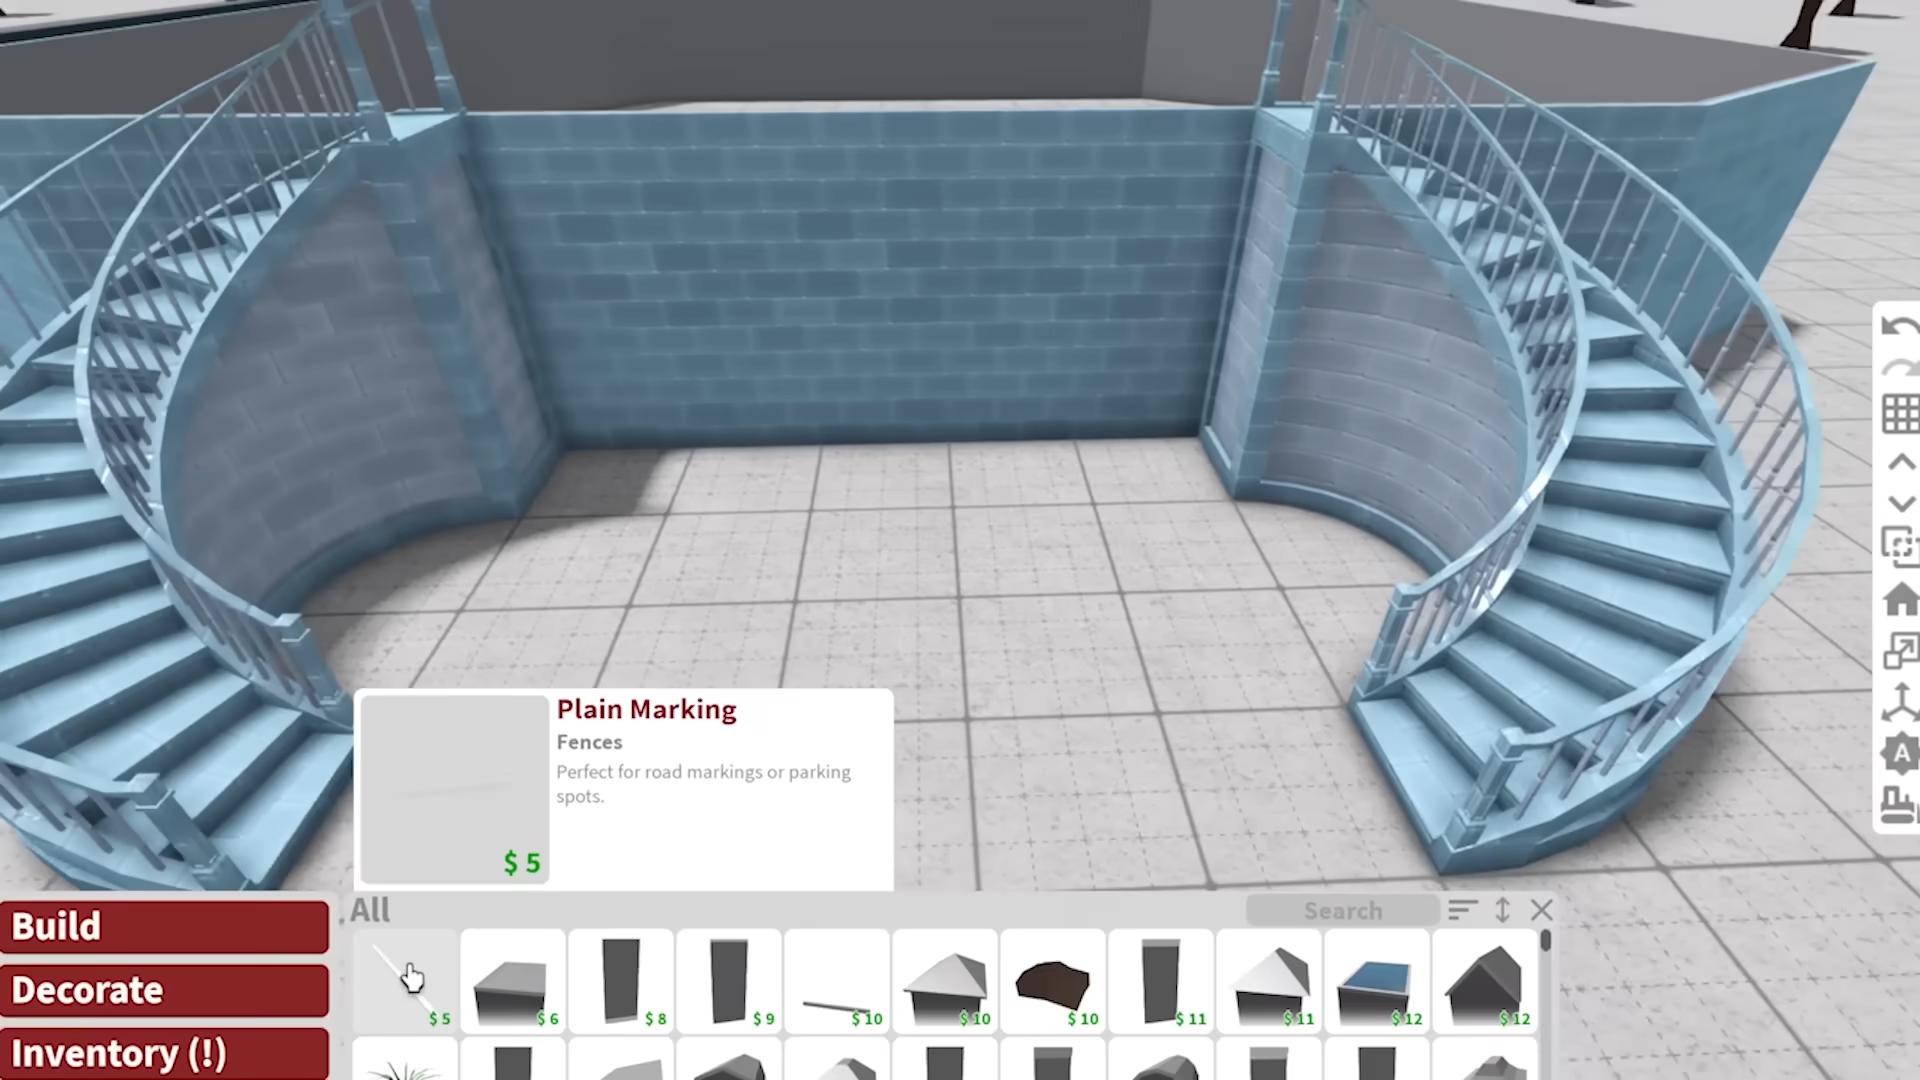 Plain Marking
Fences
Perfect for road markings or parking
spots.
$ 5
All
Search
Build
Decorate
Inventory (!)
$ 5
$ 6
$ 8
$ 9
$ 10
$ 10
$ 10
$ 11
$ 11
$ 12
$ 12
A